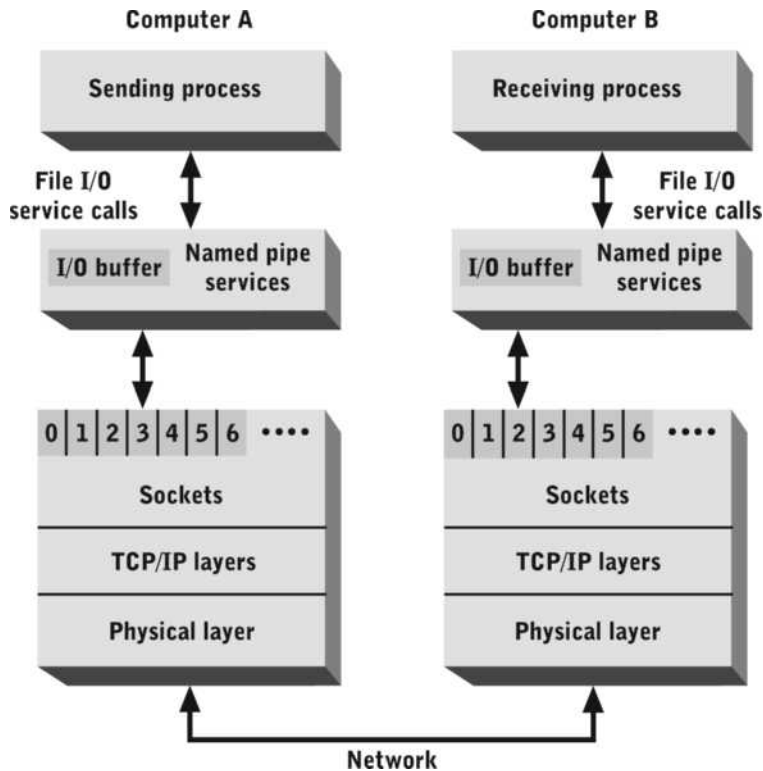 Computer A
Computer B
Sending process
Receiving process
File I/O
service calls
File I/O
service calls
I/O buffer
Named pipe
services
I/O buffer
Named pipe
services
0 1 2 3 4 5 6 ••••
0 1 2 3 4 5 6 ••••
Sockets
Sockets
TCP/IP layers
TCP/IP layers
Physical layer
Physical layer
Network